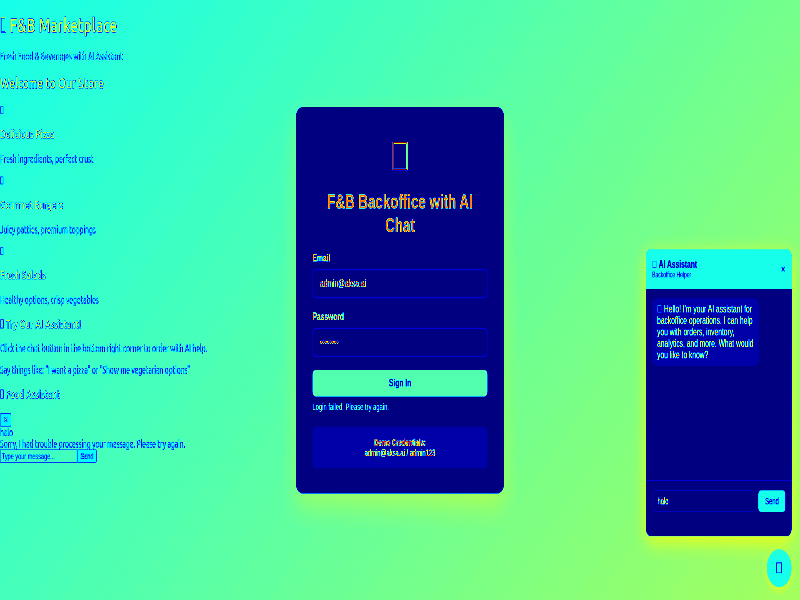 F&B Marketplace
Fresh Food & Beverages with AI Assistant
Welcome to Our Store
Delicious Pizza
Fresh ingredients, perfect crust
Gourmet Burgers
Juicy patties, premium toppings
Fresh Salads
Healthy options, crisp vegetables
Try Our AI Assistant!
Click the chat button in the bottom right corner to order with AI help.
Say things like: "I want a pizza" or "Show me vegetarian options"
Food Assistant
×
halo
Sorry, I had trouble processing your message. Please try again.
Type your message...
Send
F&B Backoffice with AI
Chat
Email
admin@aksa.ai
Password
••••••••
Sign In
Login failed. Please try again.
Demo Credentials:
admin@aksa.ai / admin123
AI Assistant
Backoffice Helper
×
Hello! I'm your AI assistant for
backoffice operations. I can help
you with orders, inventory,
analytics, and more. What would
you like to know?
halo
Send